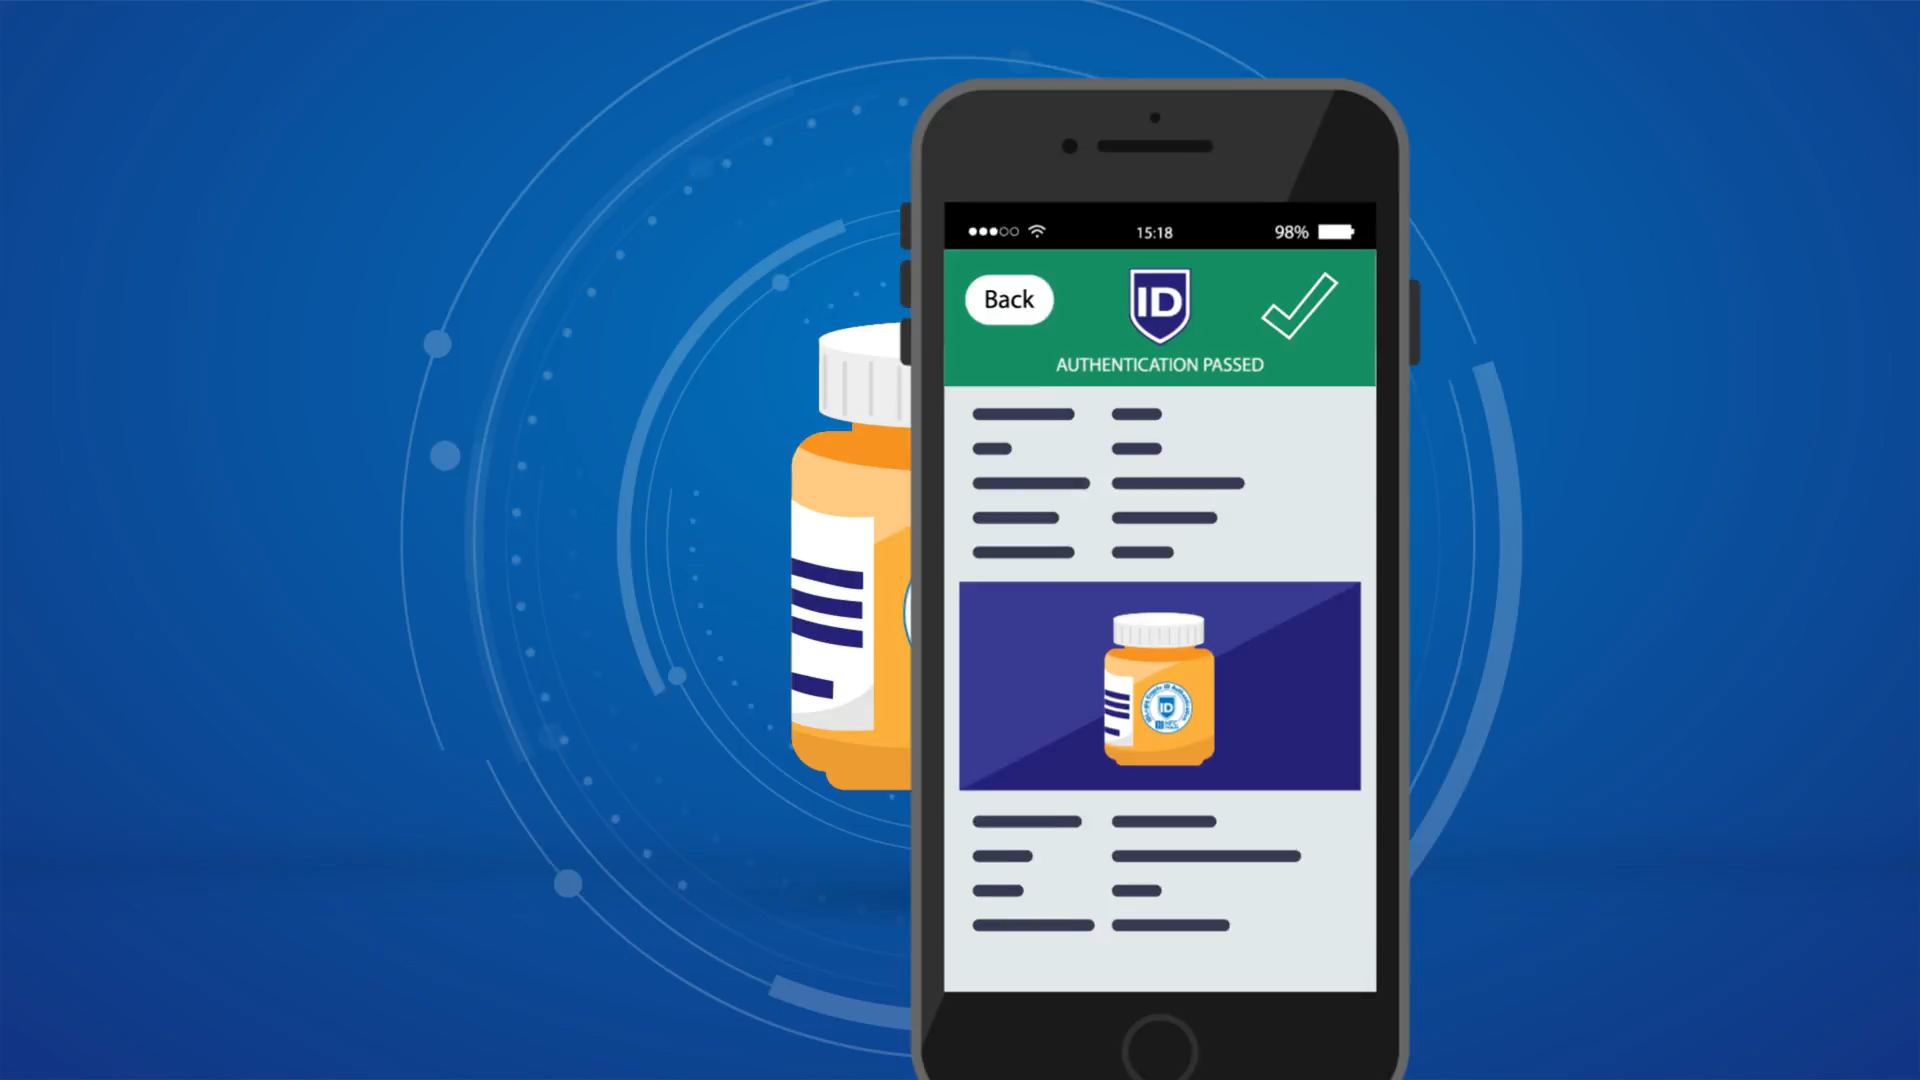 15:18
98%
Back
ID
AUTHENTICATION PASSED
ID